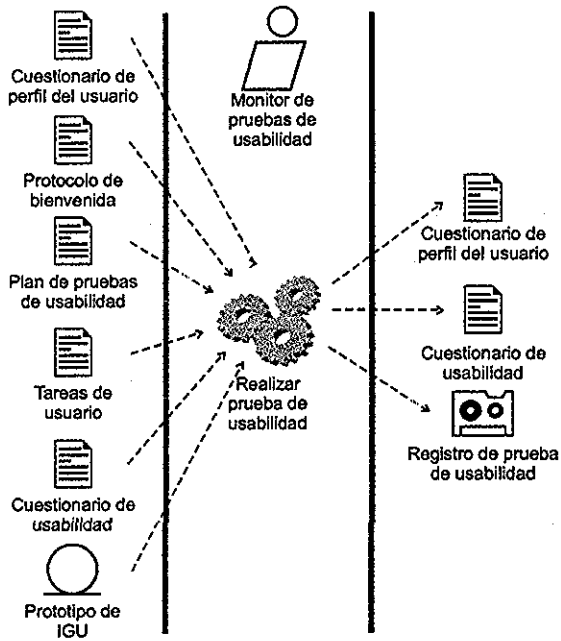 Cuestionario de
perfil del usuario
Protocolo de
bienvenida
Plan de pruebas
de usabilidad
Tareas de
usuario
Cuestionario de
usabilidad
Prototipo de
IGU
Monitor de
pruebas de
usabilidad
Realizar
prueba de
usabilidad
Cuestionario de
perfil del usuario
Cuestionario de
usabilidad
Registro de prueba
de usabilidad